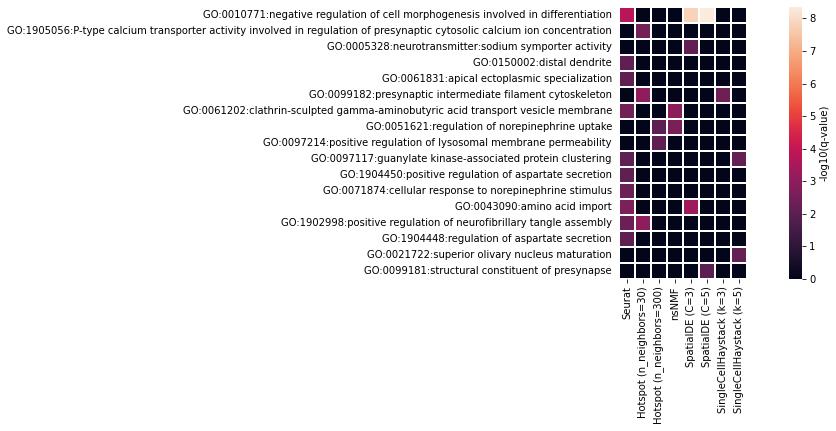 GO:0010771:negative regulation of cell morphogenesis involved in differentiation
GO:1905056:P-type calcium transporter activity involved in regulation of presynaptic cytosolic calcium ion concentration
GO:0005328:neurotransmitter:sodium symporter activity
GO:0150002:distal dendrite
GO:0061831:apical ectoplasmic specialization
GO:0099182:presynaptic intermediate filament cytoskeleton
GO:0061202:clathrin-sculpted gamma-aminobutyric acid transport vesicle membrane
GO:0051621:regulation of norepinephrine uptake
GO:0097214:positive regulation of lysosomal membrane permeability
GO:0097117:guanylate kinase-associated protein clustering
GO:1904450:positive regulation of aspartate secretion
GO:0071874:cellular response to norepinephrine stimulus
GO:0043090:amino acid import
GO:1902998:positive regulation of neurofibrillary tangle assembly
GO:1904448:regulation of aspartate secretion
GO:0021722:superior olivary nucleus maturation
GO:0099181:structural constituent of presynapse
Seurat
Hotspot (n_neighbors=30)
Hotspot (n_neighbors=300)
nsNMF
SpatialDE (C=3)
SpatialDE (C=5)
SingleCellHaystack (k=3)
SingleCellHaystack (k=5)
8
7
6
5
4
3
2
1
0
-log10(q-value)